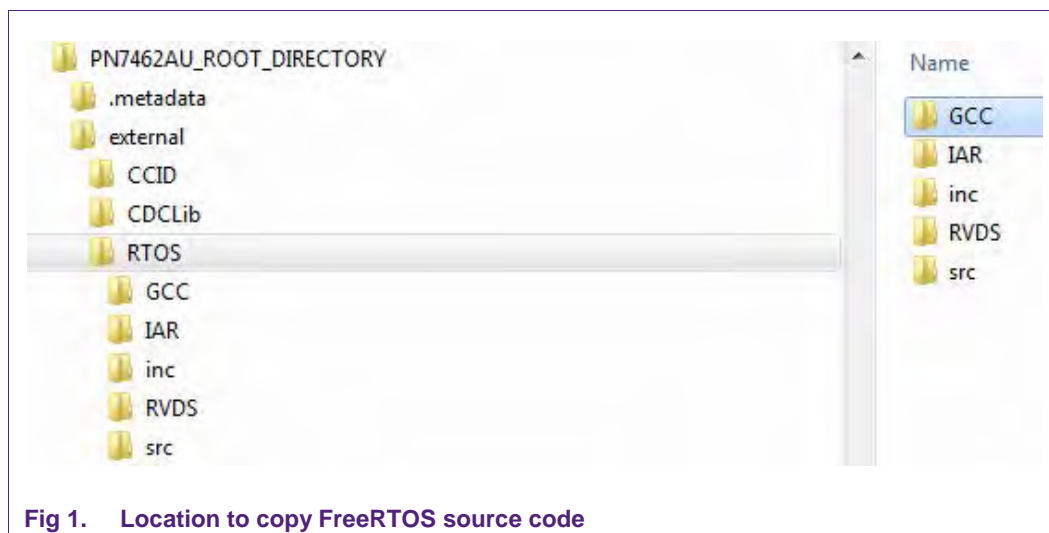 PN7462AU_ROOT_DIRECTORY
.metadata
external
CCID
CDCLib
RTOS
GCC
IAR
inc
RVDS
src
Name
GCC
IAR
inc
RVDS
src
Fig 1. Location to copy FreeRTOS source code